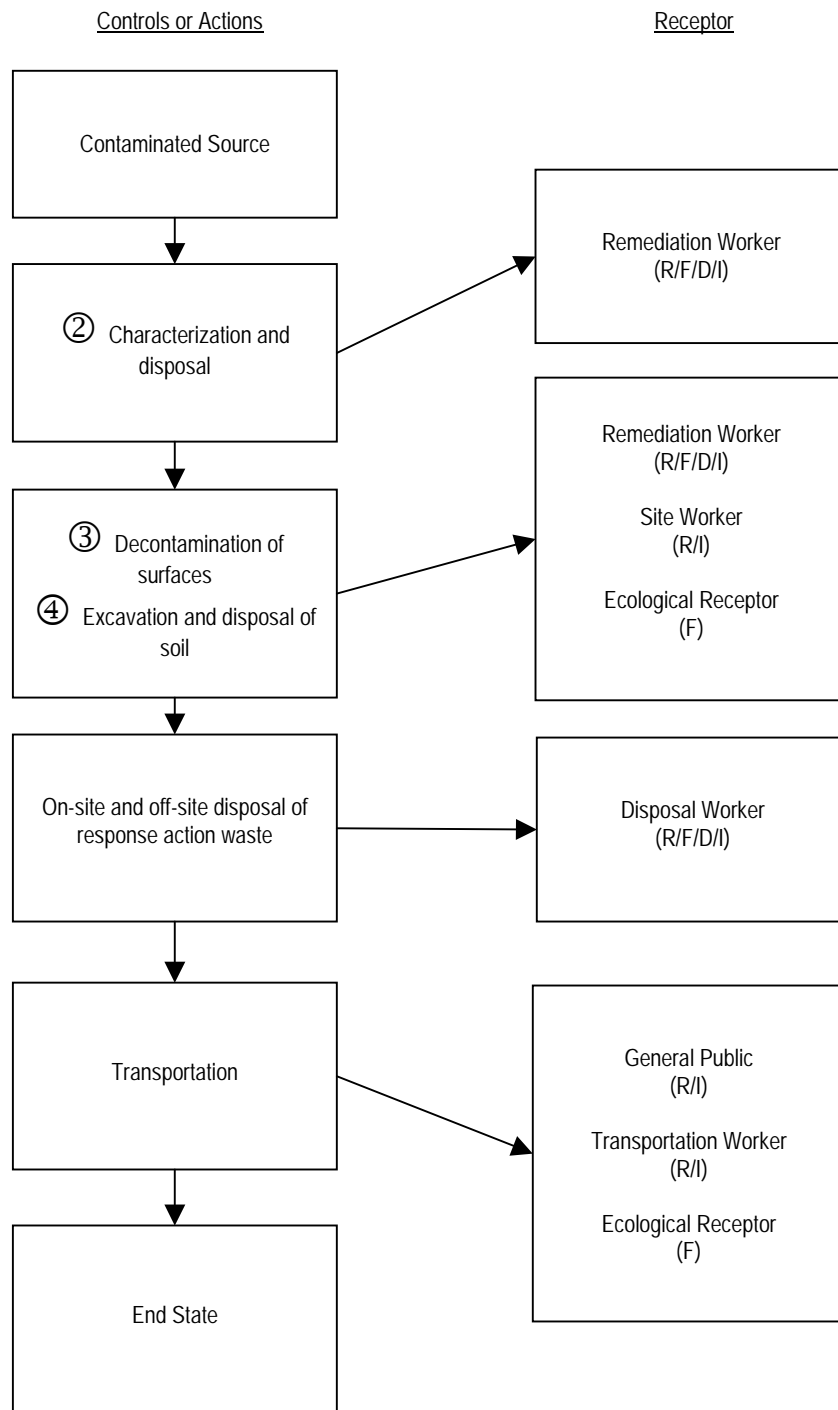 Controls or Actions
Receptor
Contaminated Source
Remediation Worker
(R/F/D/I)
② Characterization and
disposal
Remediation Worker
(R/F/D/I)
Site Worker
(R/I)
Ecological Receptor
(F)
③ Decontamination of
surfaces
④ Excavation and disposal of
soil
On-site and off-site disposal of
response action waste
Disposal Worker
(R/F/D/I)
Transportation
General Public
(R/I)
Transportation Worker
(R/I)
Ecological Receptor
(F)
End State